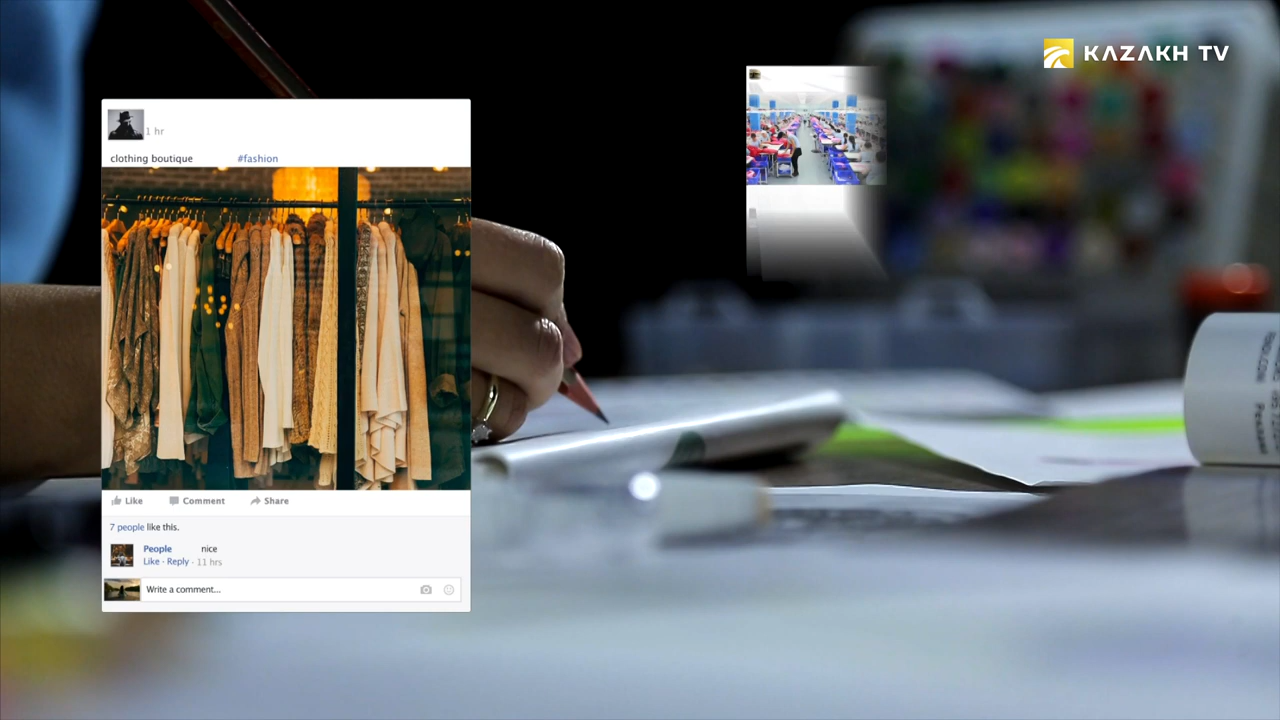 KAZAKH TV
1 hr
clothing boutique #fashion
Like Comment Share
7 people like this.
People nice
Like · Reply · 11 hrs
Write a comment...